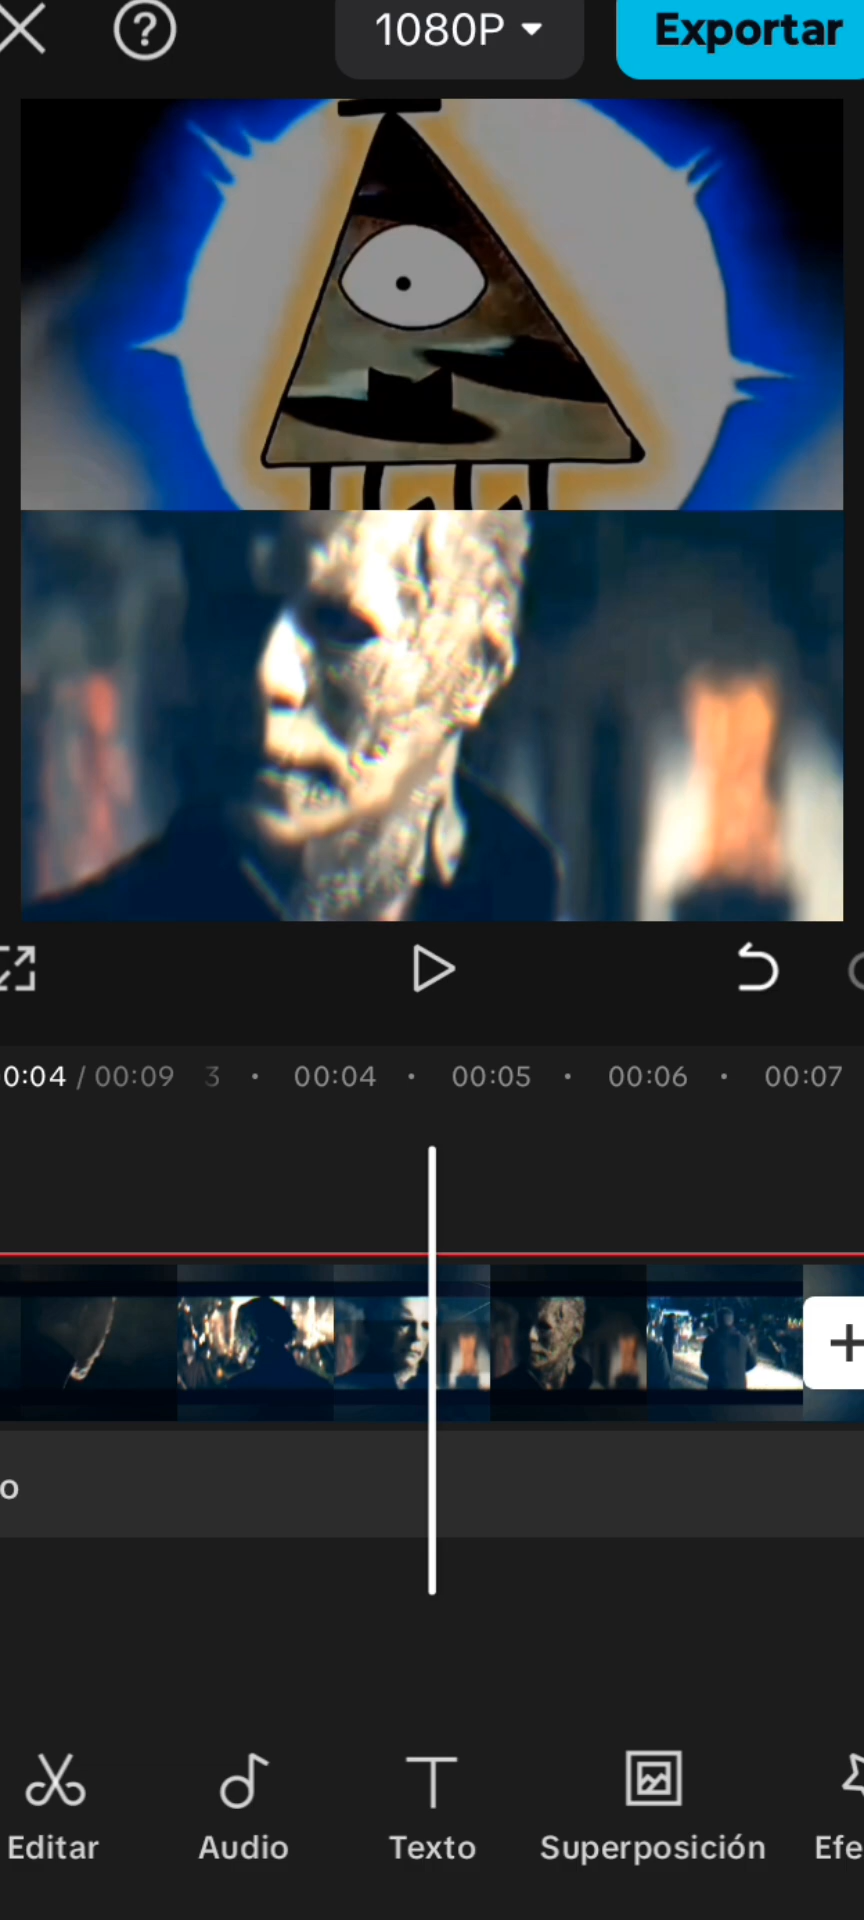 ?
1080P
Exportar
0:04 / 00:09 3 00:04 00:05 00:06 00:07
o
Editar Audio Texto Superposición Efe